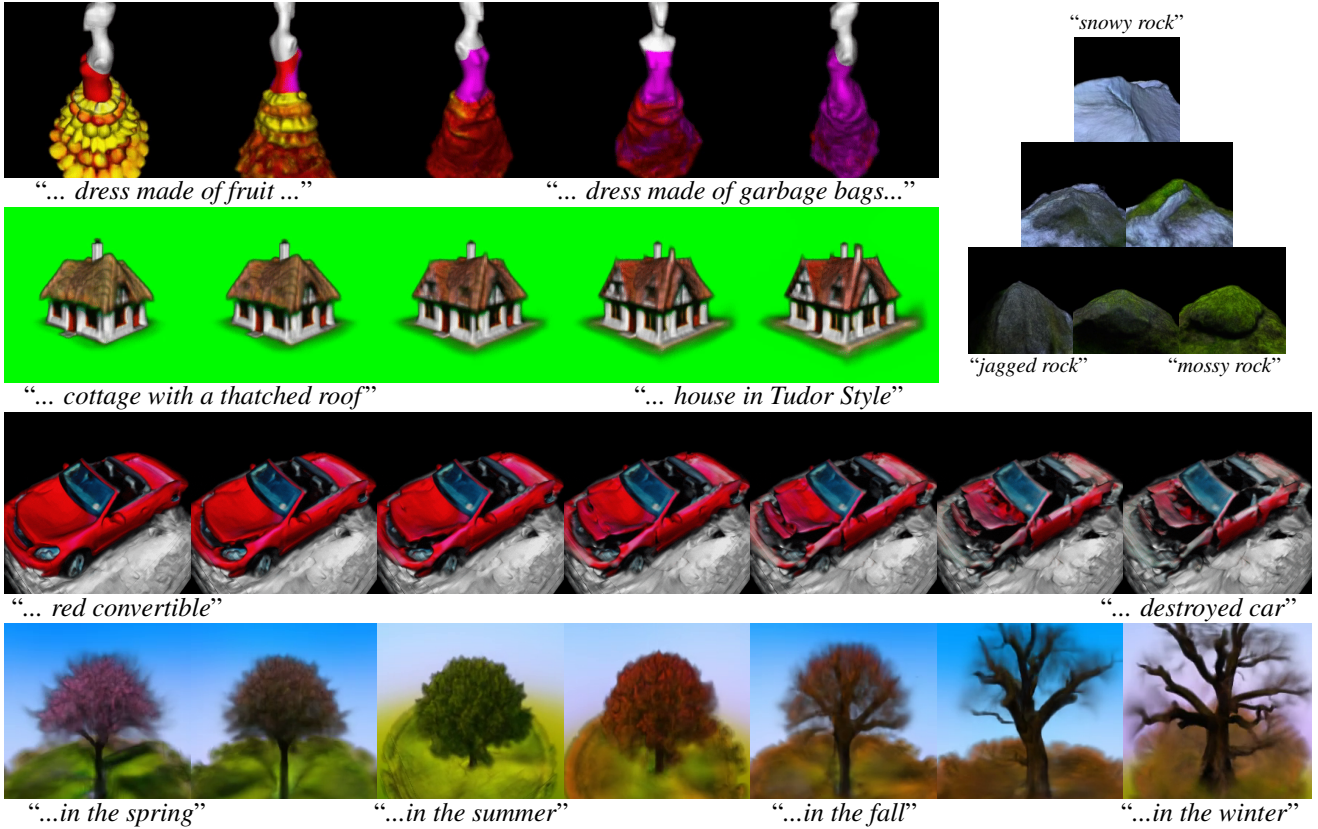 “snowy rock”
“... dress made of fruit ...”
“... dress made of garbage bags...”
“jagged rock”
“mossy rock”
“... cottage with a thatched roof”
“... house in Tudor Style”
“... red convertible”
“... destroyed car”
“...in the spring”
“...in the summer”
“...in the fall”
“...in the winter”